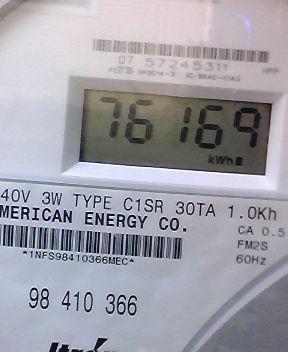 07 57245311
76169
kWh
40V 3W TYPE C1SR 30TA 1.0Kh
MERICAN ENERGY CO.
CA 0.5
FM2S
60Hz
*1NFS98410366MEC*
98 410 366
Itrón